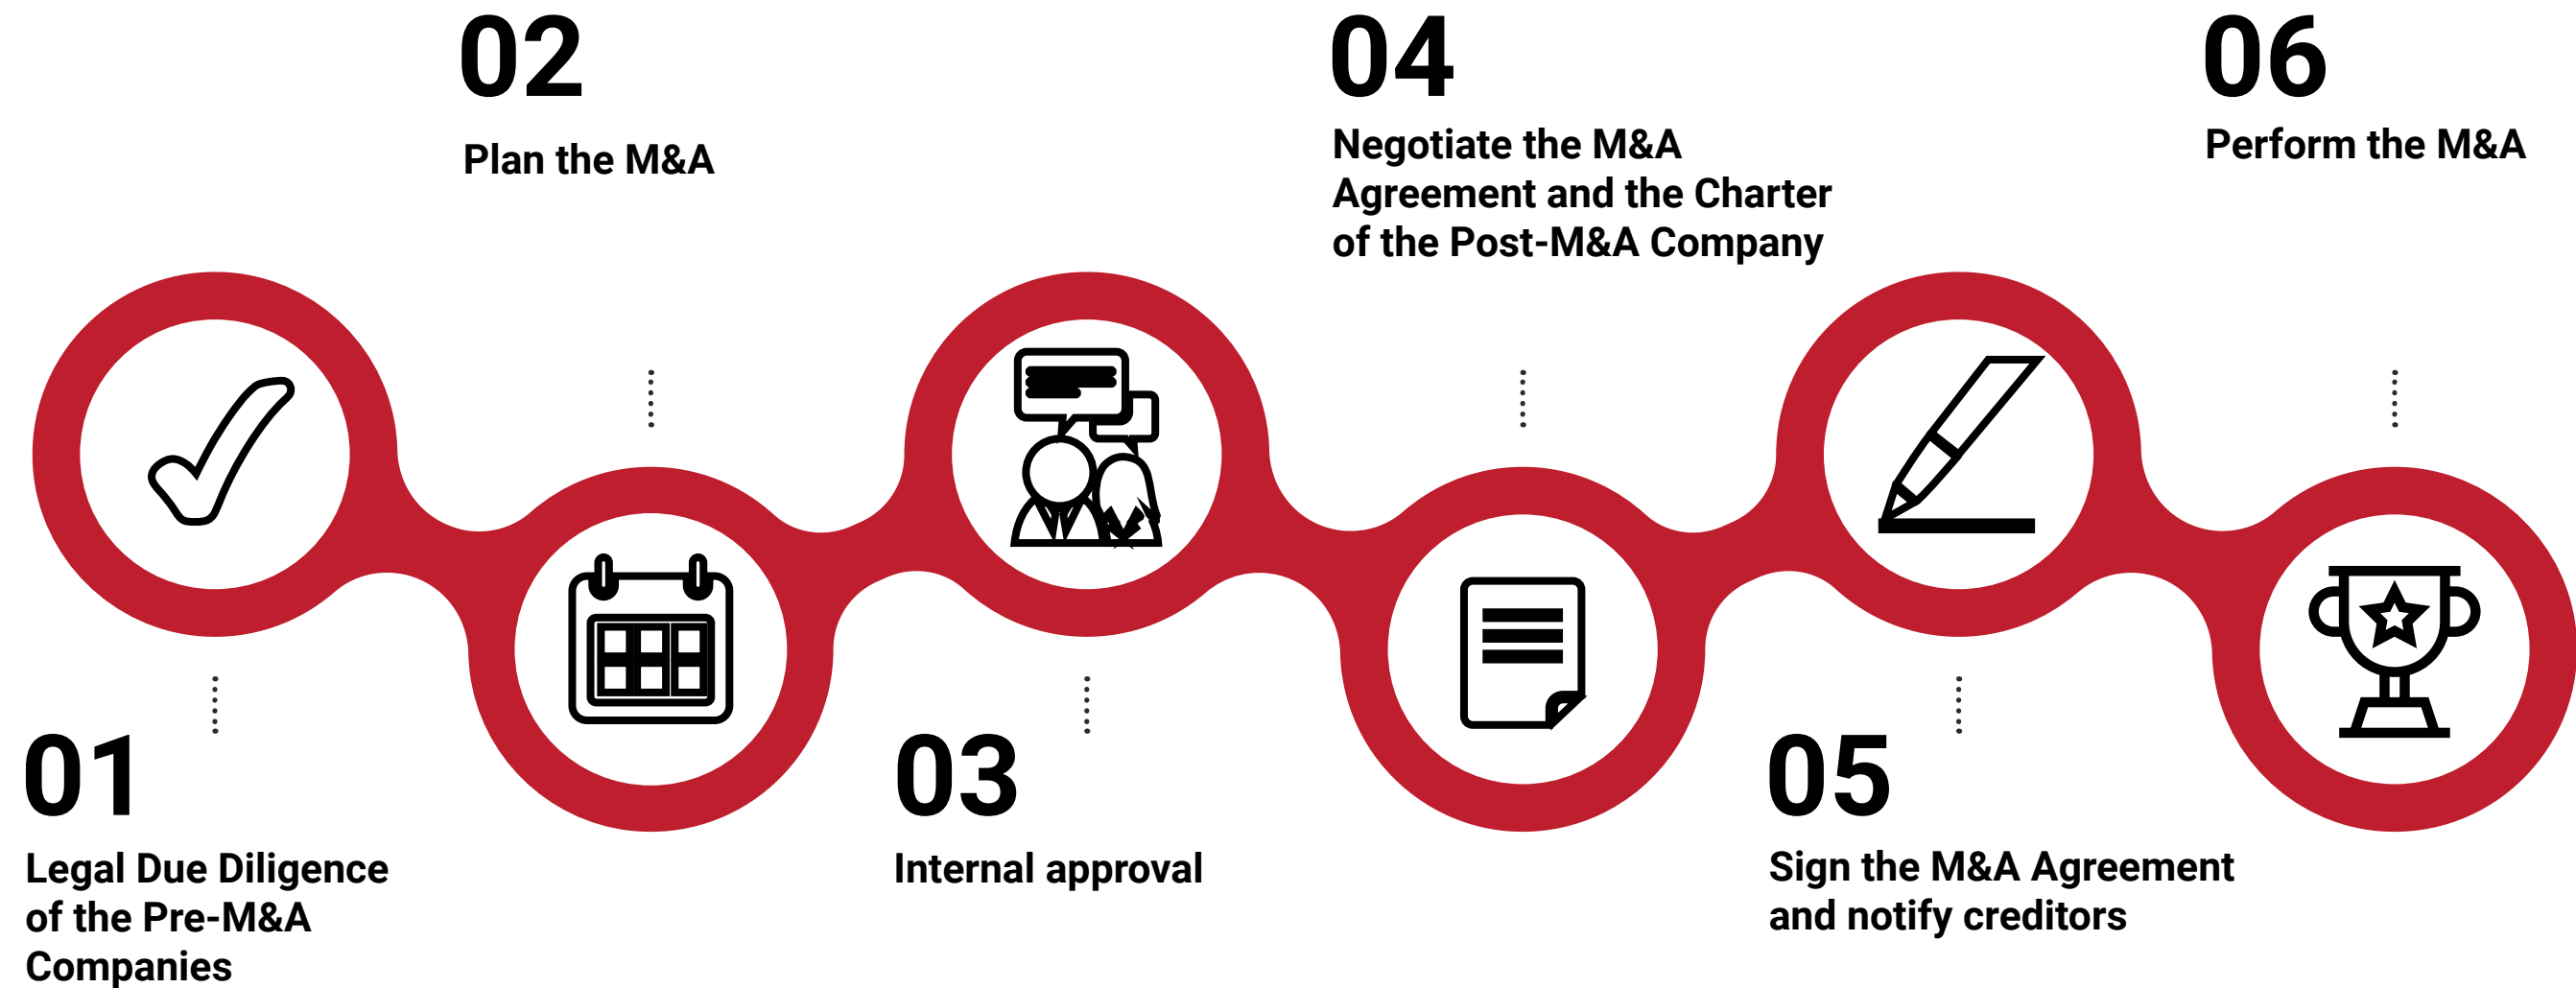 01
Legal Due Diligence
of the Pre-M&A
Companies
02
Plan the M&A
03
Internal approval
04
Negotiate the M&A
Agreement and the Charter
of the Post-M&A Company
05
Sign the M&A Agreement
and notify creditors
06
Perform the M&A